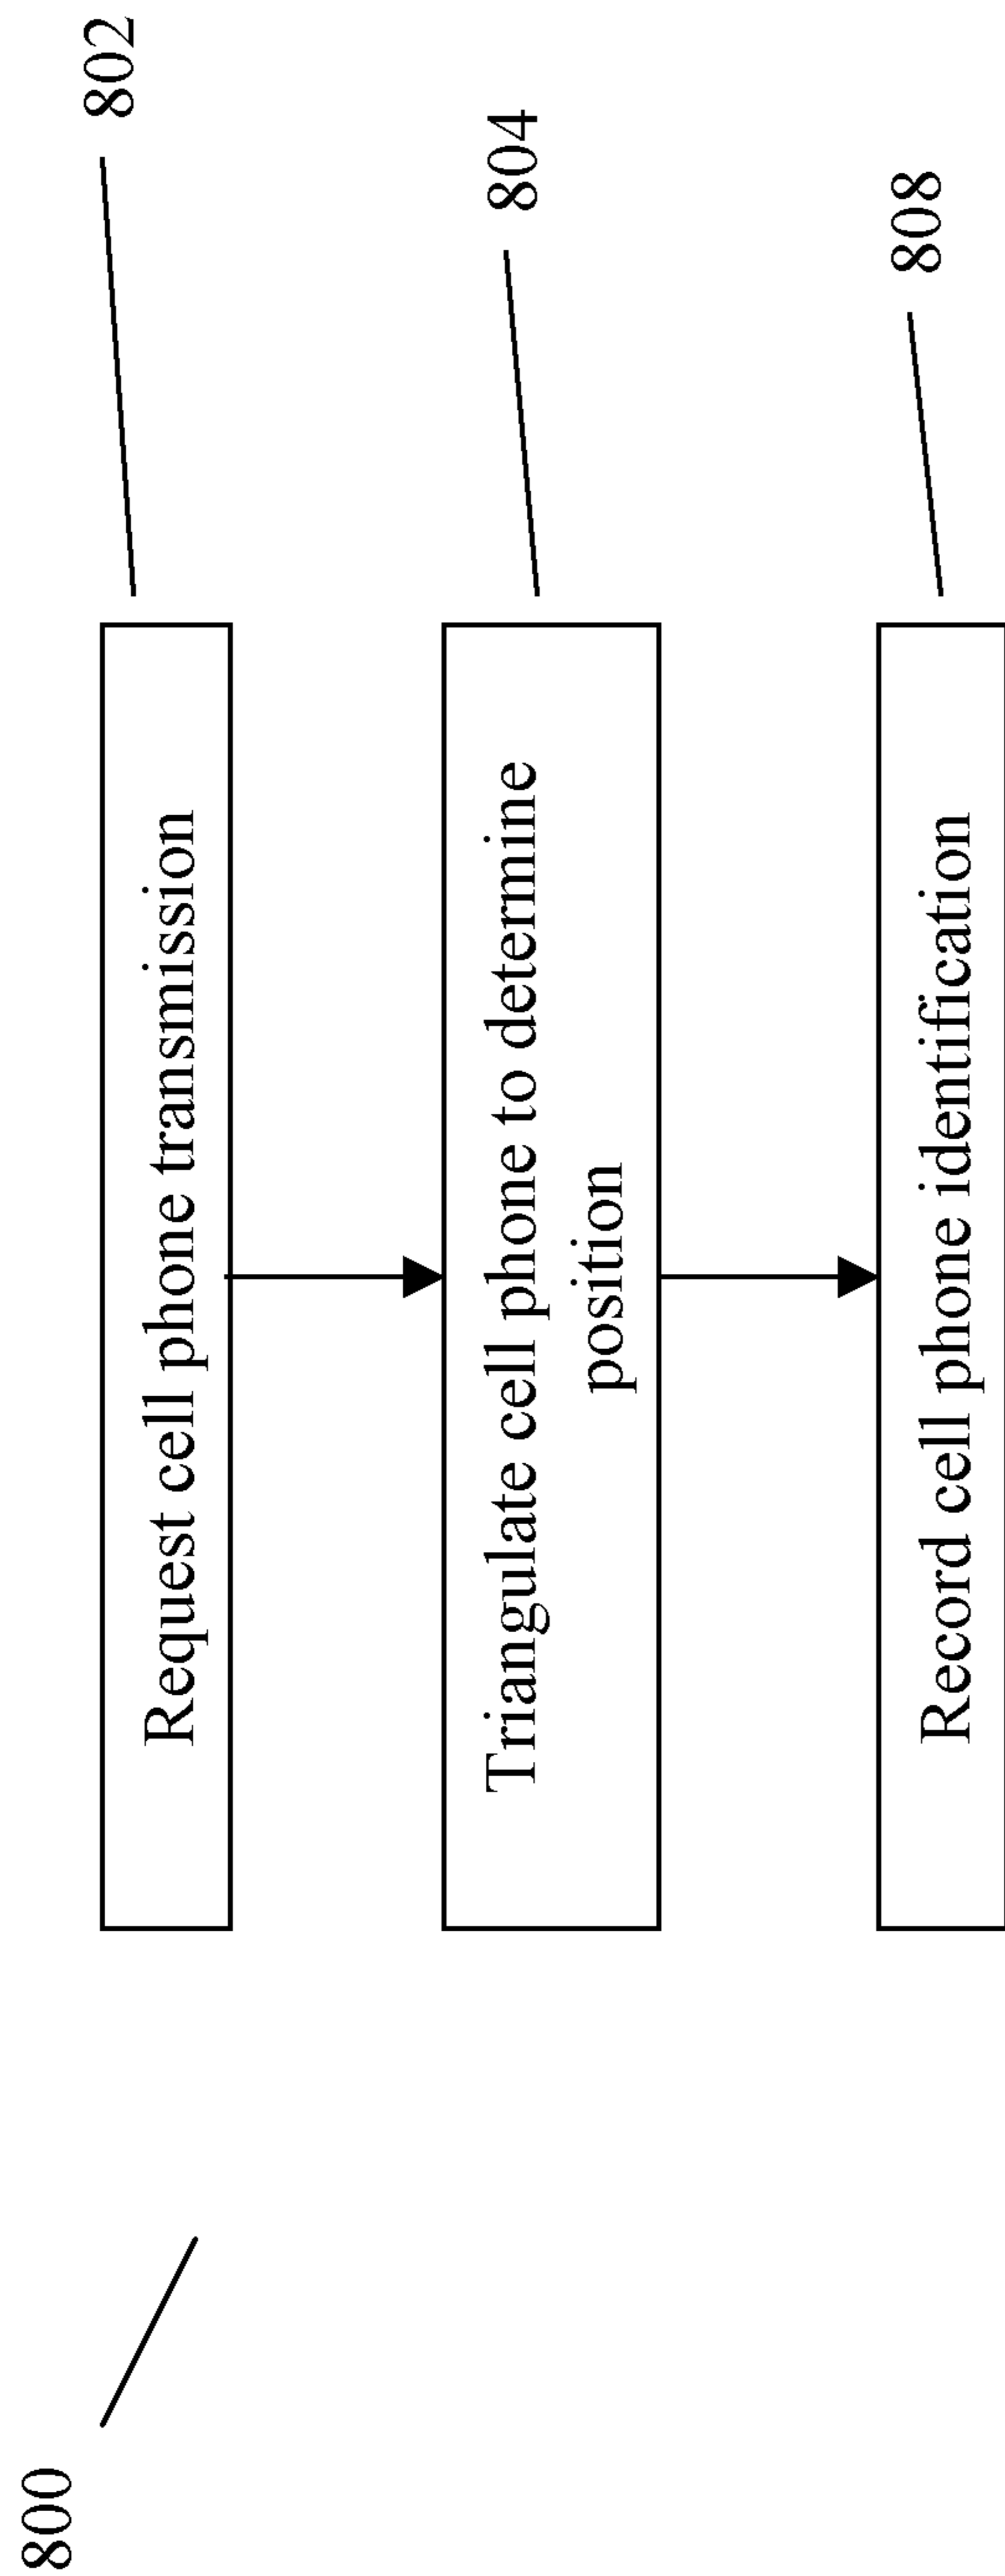 800
802
Request cell phone transmission
804
Triangulate cell phone to determine
position
808
Record cell phone identification